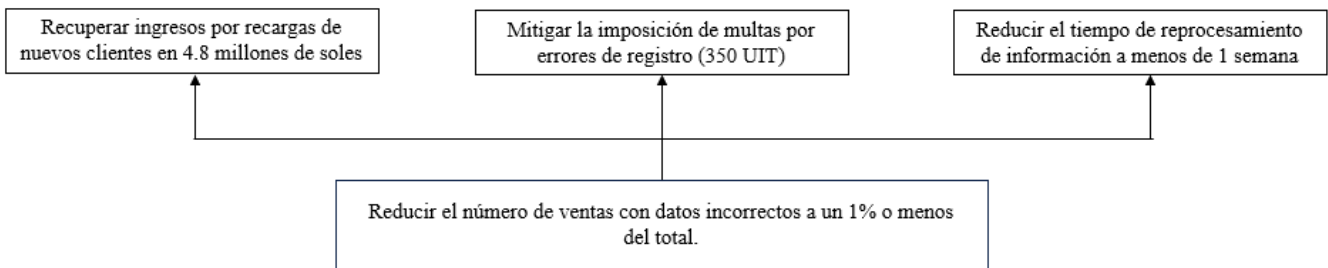 Recuperar ingresos por recargas de
nuevos clientes en 4.8 millones de soles
Mitigar la imposición de multas por
errores de registro (350 UIT)
Reducir el tiempo de reprocesamiento
de información a menos de 1 semana
Reducir el número de ventas con datos incorrectos a un 1% o menos
del total.